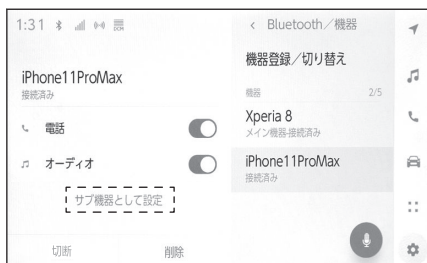 1:31
DCM
iPhone11ProMax
接続済み
電話
オーディオ
サブ機器として設定
切断
削除
< Bluetooth／機器
機器登録／切り替え
機器 2/5
Xperia 8
メイン機器-接続済み
iPhone11ProMax
接続済み